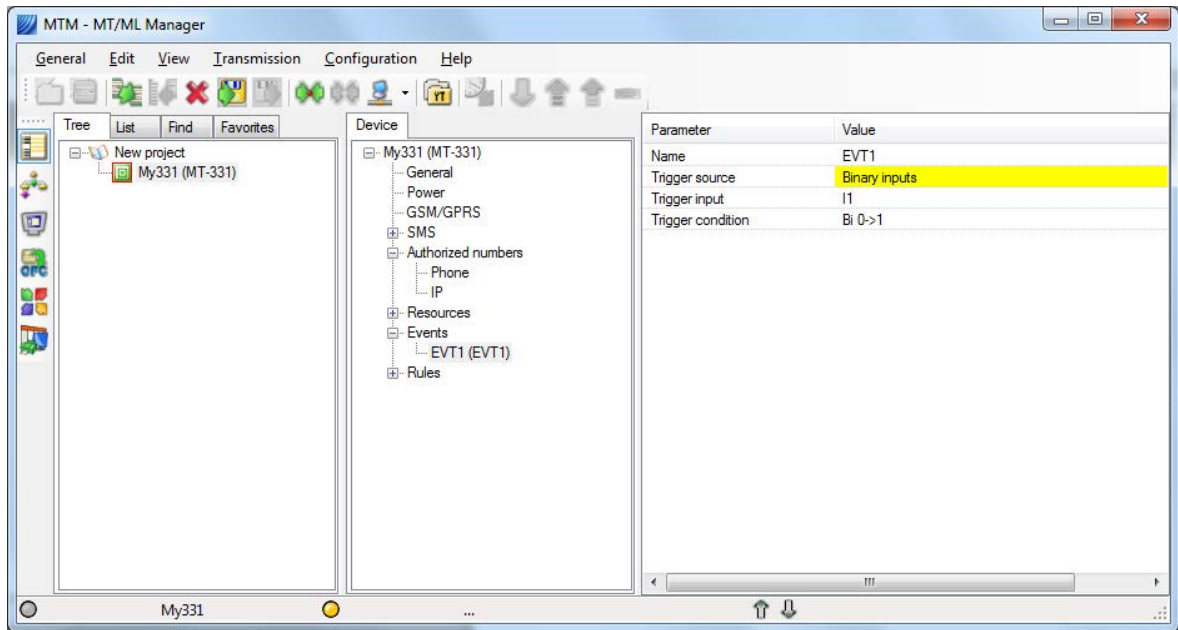 MTM - MT/ML Manager
General Edit View Transmission Configuration Help
YT
Tree List Find Favorites
New project
My331 (MT-331)
OPC
Device
My331 (MT-331)
General
Power
GSM/GPRS
SMS
Authorized numbers
Phone
IP
Resources
Events
EVT1 (EVT1)
Rules
Parameter Value
Name EVT1
Trigger source Binary inputs
Trigger input I1
Trigger condition Bi 0->1
My331 ...